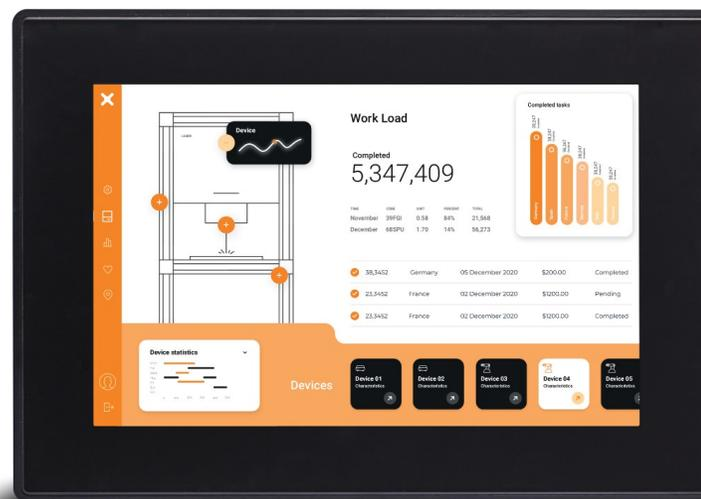 Device
Work Load
Completed
5,347,409
November 39FGI 0.58 84% 21,568
December 68SPU 1.70 14% 56,273
Completed tasks
38,3452 Germany 05 December 2020 $200.00 Completed
23,3452 France 02 December 2020 $1200.00 Pending
23,3452 France 02 December 2020 $1200.00 Completed
Device statistics
Devices
Device 01
Characteristics
Device 02
Characteristics
Device 03
Characteristics
Device 04
Characteristics
Device 05
Characteristics